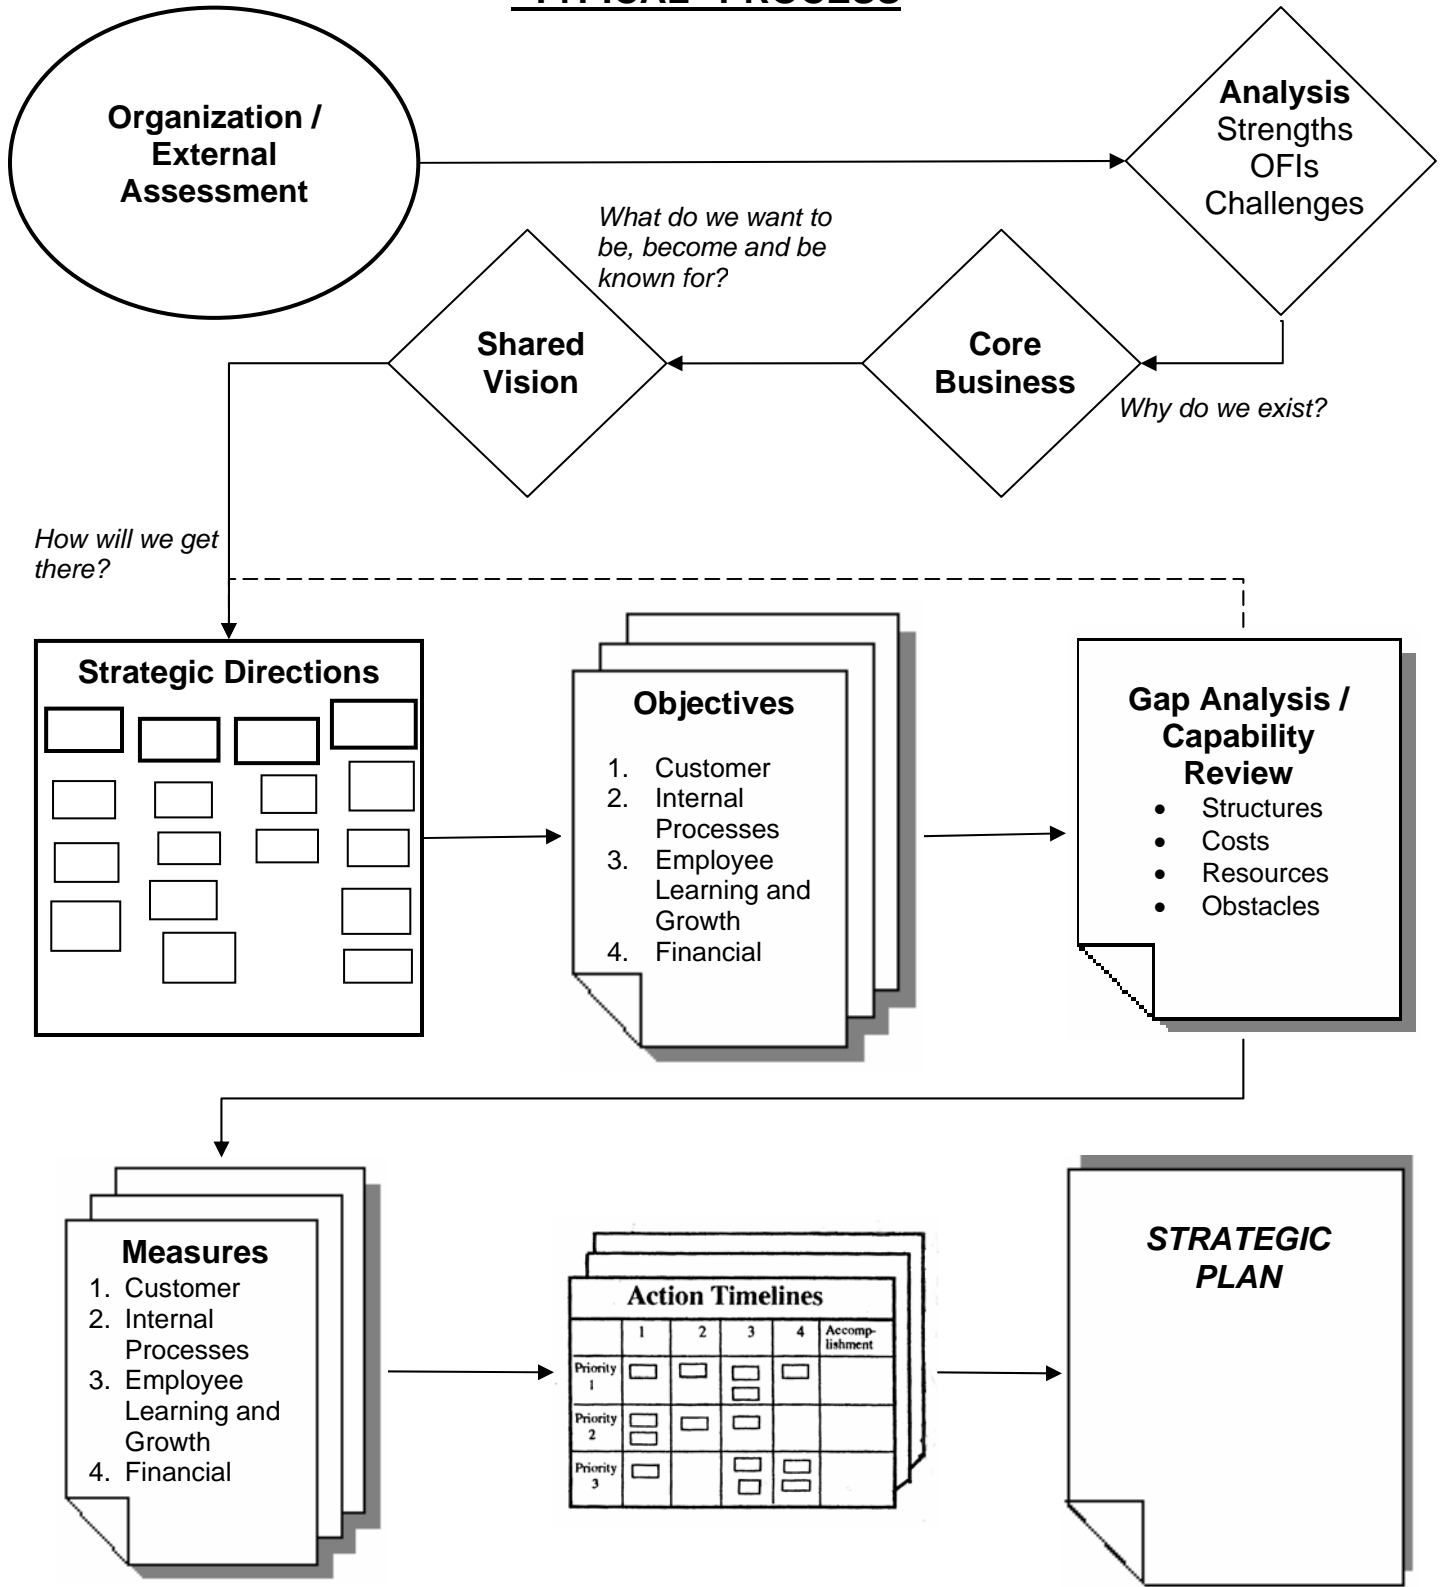 "TYPICAL" PROCESS
Organization /
External
Assessment
Analysis
Strengths
OFIs
Challenges
What do we want to
be, become and be
known for?
Shared
Vision
Core
Business
Why do we exist?
How will we get
there?
Strategic Directions
Objectives
1. Customer
2. Internal
Processes
3. Employee
Learning and
Growth
4. Financial
Gap Analysis /
Capability
Review
• Structures
• Costs
• Resources
• Obstacles
Measures
1. Customer
2. Internal
Processes
3. Employee
Learning and
Growth
4. Financial
Action Timelines
1 2 3 4 Accomp-
lishment
Priority
1
Priority
2
Priority
3
STRATEGIC
PLAN